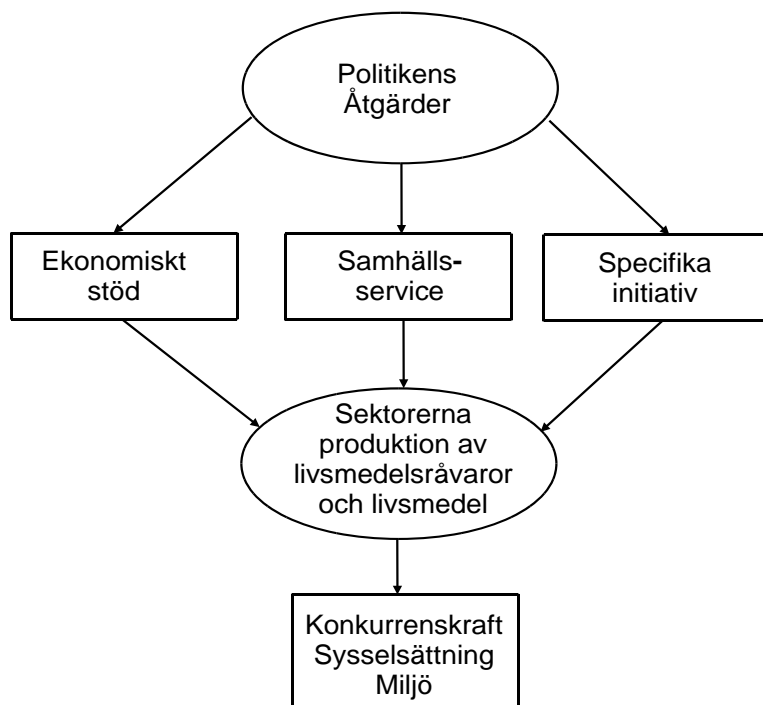 Politikens
Åtgärder
Ekonomiskt
stöd
Samhälls-
service
Specifika
initiativ
Sektorerna
produktion av
livsmedelsråvaror
och livsmedel
Konkurrenskraft
Sysselsättning
Miljö